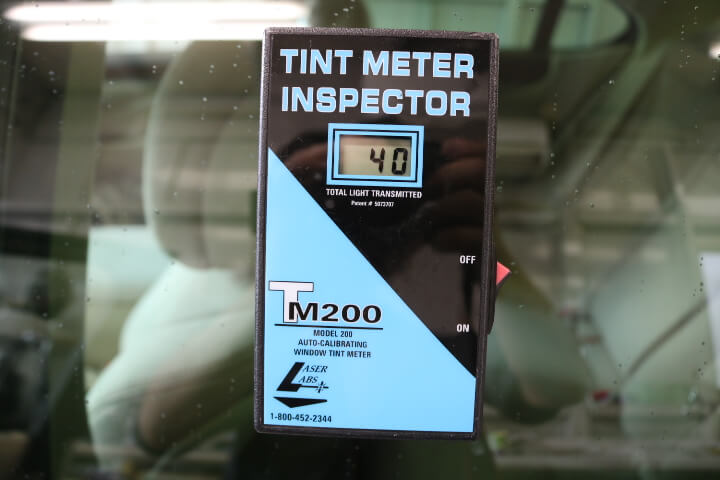 TINT METER
INSPECTOR
40
TOTAL LIGHT TRANSMITTED
Patent # 5073707
OFF
ON
TM200
MODEL 200
AUTO-CALIBRATING
WINDOW TINT METER
LASER
LABS
1-800-452-2344